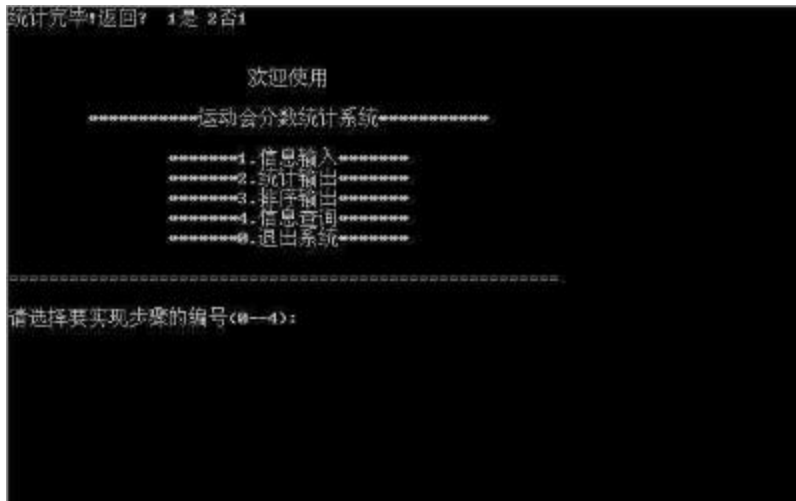 统计完毕!返回? 1是 2否1
欢迎使用
***********运动会分数统计系统***********
*******1.信息输入*******
*******2.统计输出*******
*******3.排序输出*******
*******4.信息查询*******
*******0.退出系统*******
=======================================================.
请选择要实现步骤的编号(0--4):